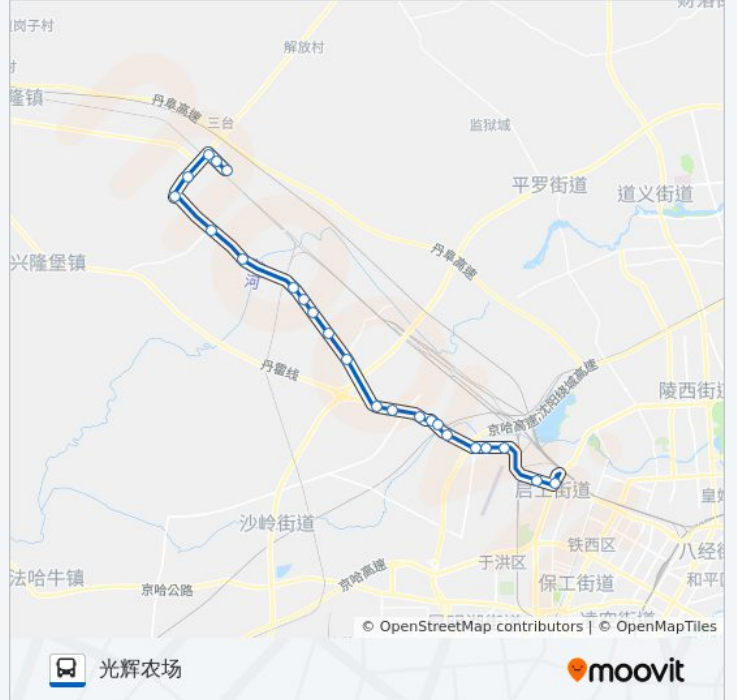 岗子村
解放村
隆镇
丹阜高速
三台
监狱城
平罗街道
道义街道
兴隆堡镇
丹阜高速
河
丹霍线
京哈高速;沈阳绕城高速
陵西街道
启工街道
皇姑
沙岭街道
铁西区
八经街
于洪区
法哈牛镇
京哈公路
京哈高速
保工街道
和平区
© OpenStreetMap contributors | © OpenMapTiles
光辉农场
moovit